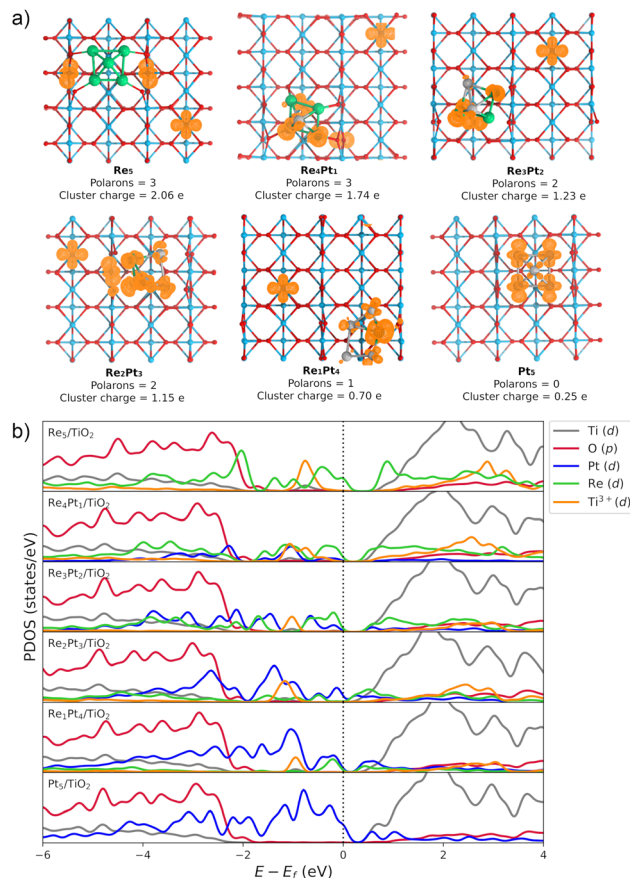 a)
Re₅
Polarons = 3
Cluster charge = 2.06 e
Re₄Pt₁
Polarons = 3
Cluster charge = 1.74 e
Re₃Pt₂
Polarons = 2
Cluster charge = 1.23 e
Re₂Pt₃
Polarons = 2
Cluster charge = 1.15 e
Re₁Pt₄
Polarons = 1
Cluster charge = 0.70 e
Pt₅
Polarons = 0
Cluster charge = 0.25 e
b)
Re₅/TiO₂
Re₄Pt₁/TiO₂
Re₃Pt₂/TiO₂
Re₂Pt₃/TiO₂
Re₁Pt₄/TiO₂
Pt₅/TiO₂
PDOS (states/eV)
−6 −4 −2 0 2 4
E − E_f (eV)
Ti (d)
O (p)
Pt (d)
Re (d)
Ti³⁺(d)